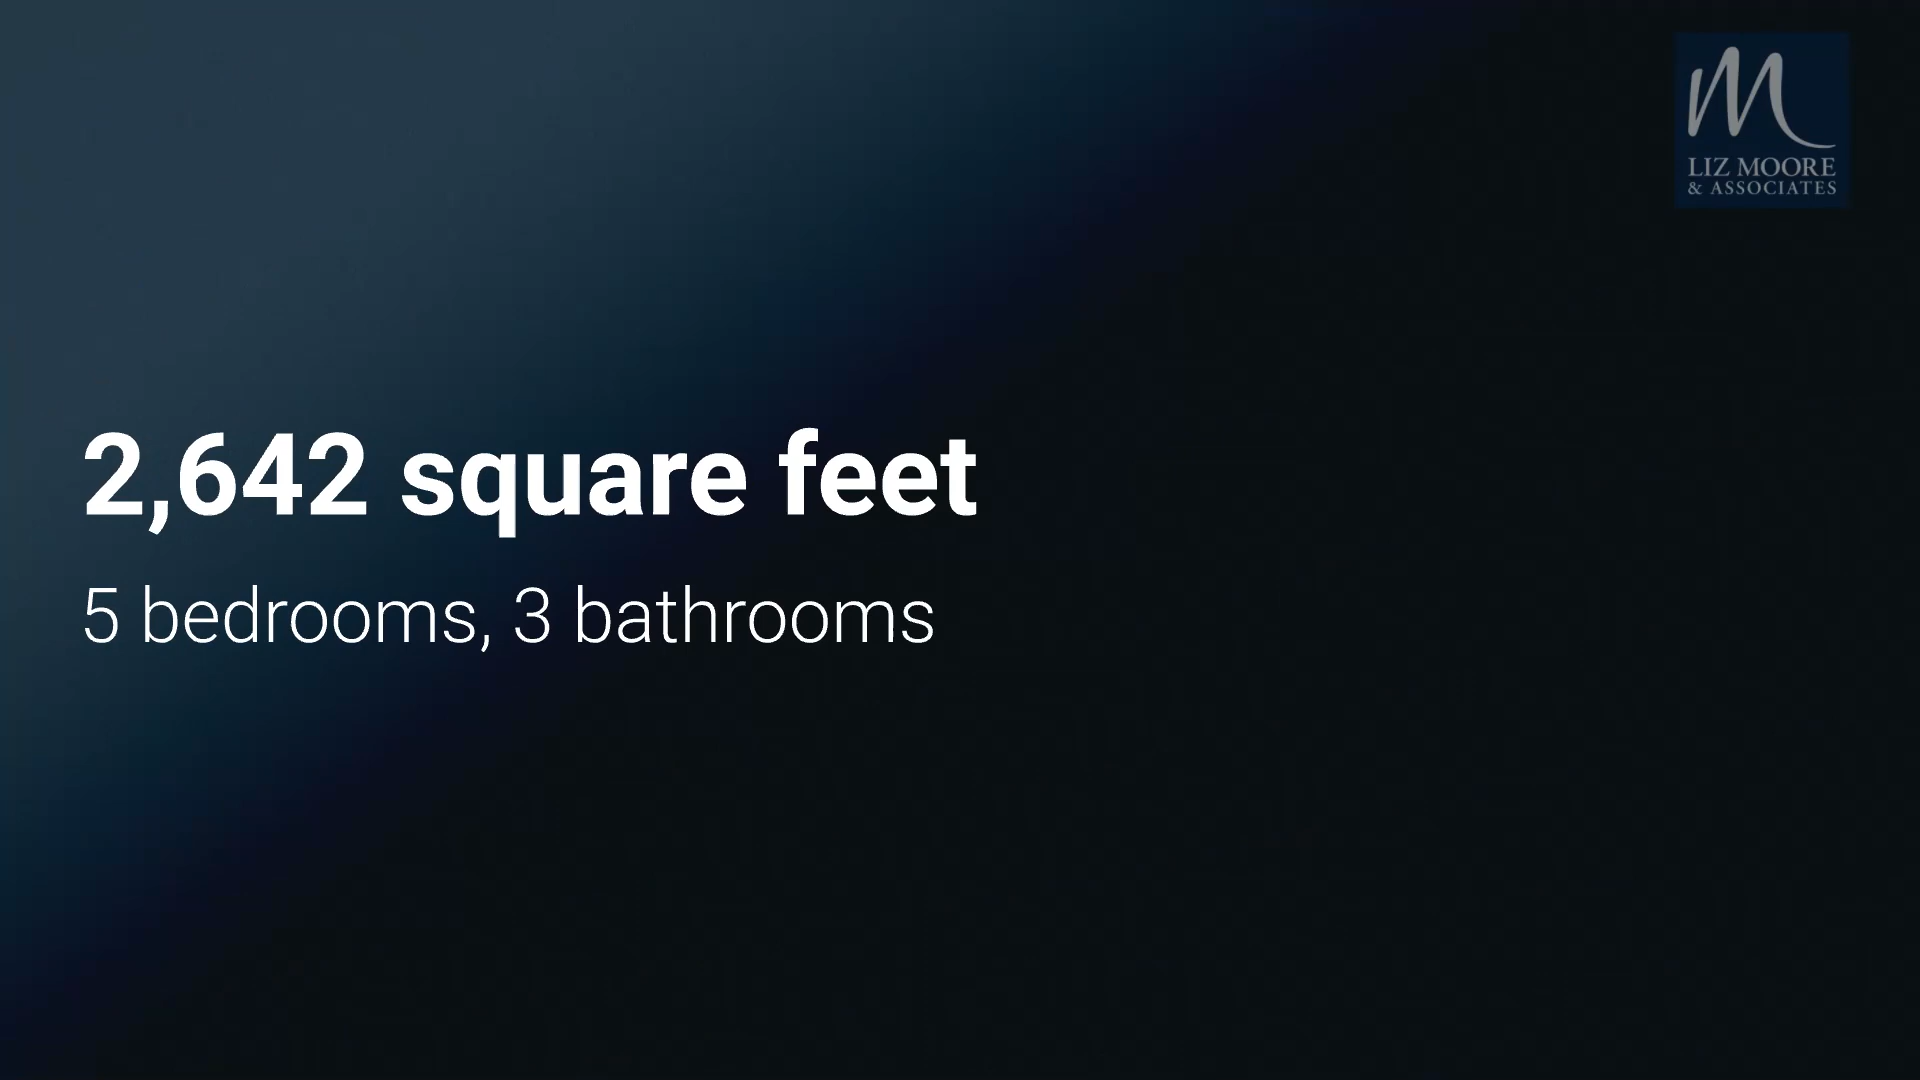 LIZ MOORE
& ASSOCIATES
2,642 square feet
5 bedrooms, 3 bathrooms